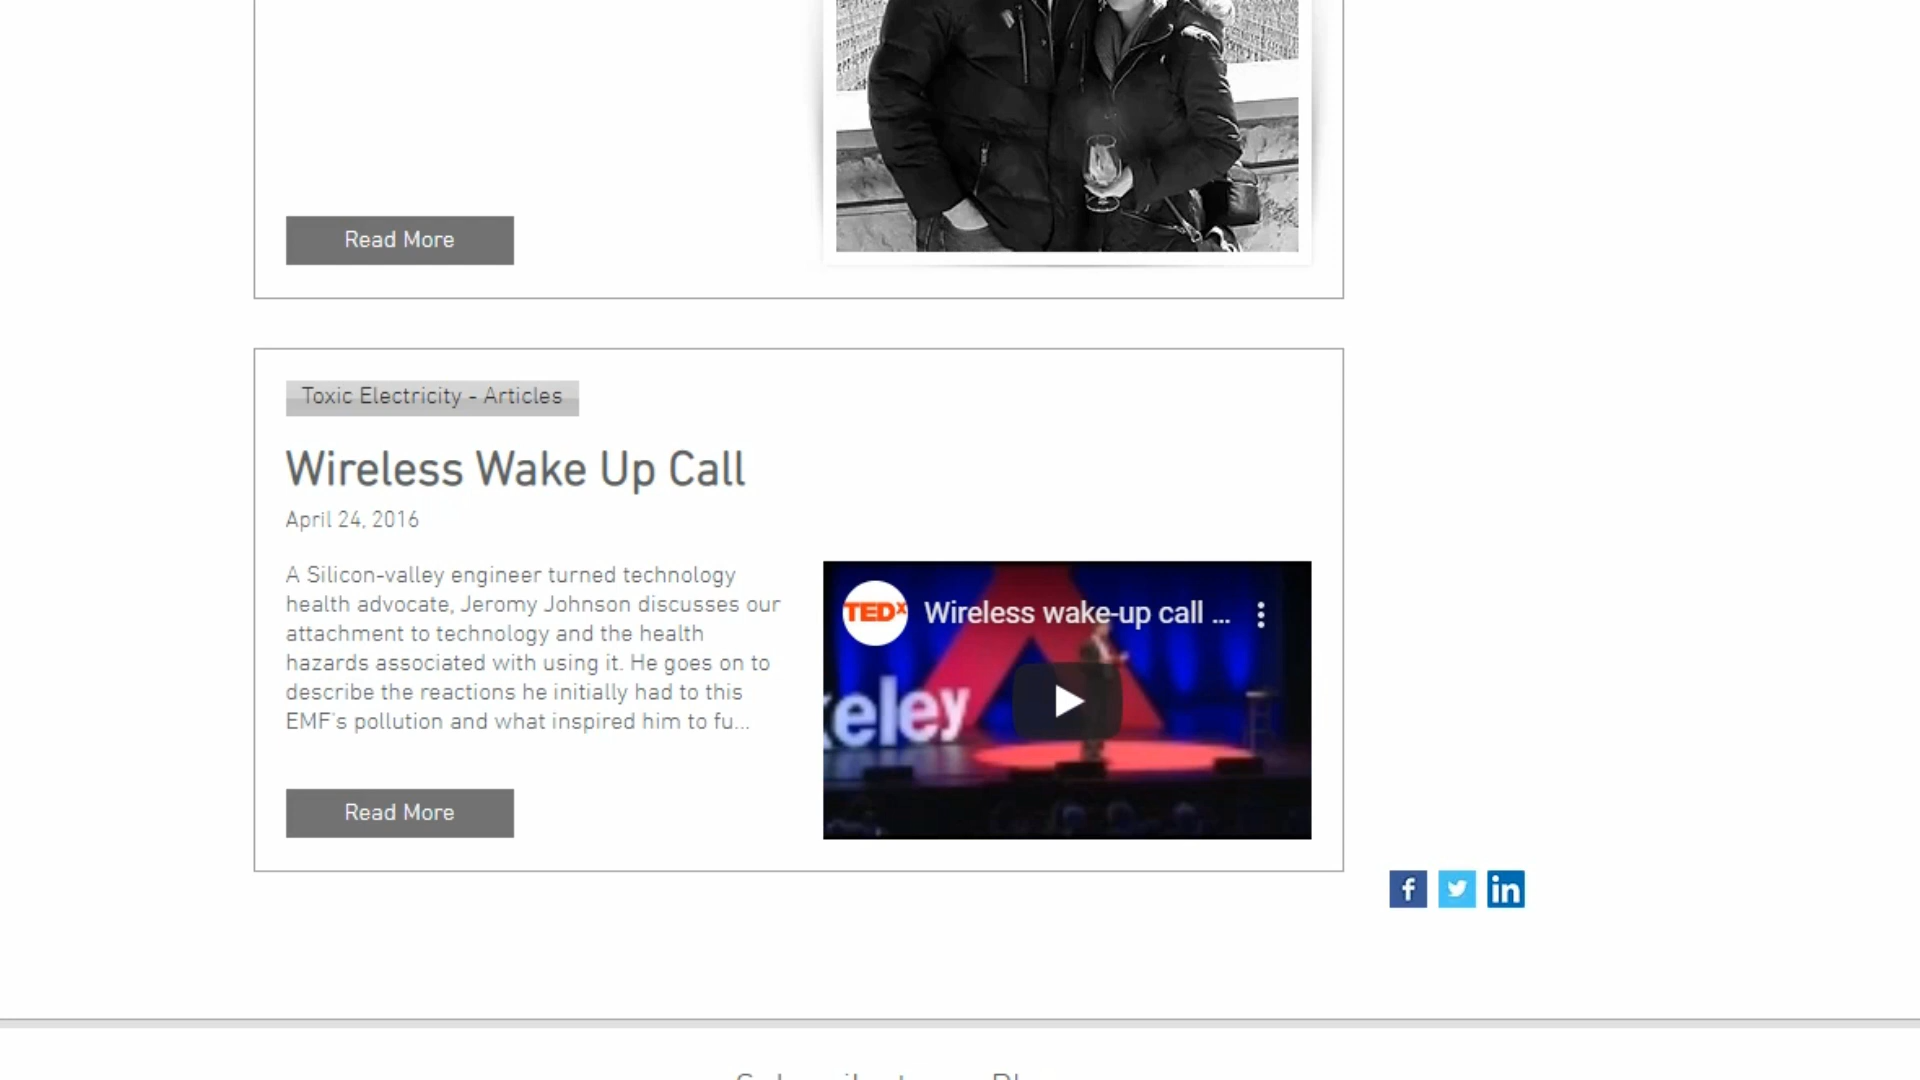 Read More
Toxic Electricity - Articles
Wireless Wake Up Call
April 24, 2016
A Silicon-valley engineer turned technology
health advocate, Jeromy Johnson discusses our
attachment to technology and the health
hazards associated with using it. He goes on to
describe the reactions he initially had to this
EMF's pollution and what inspired him to fu...
TEDx Wireless wake-up call ...
keley
Read More
f
in